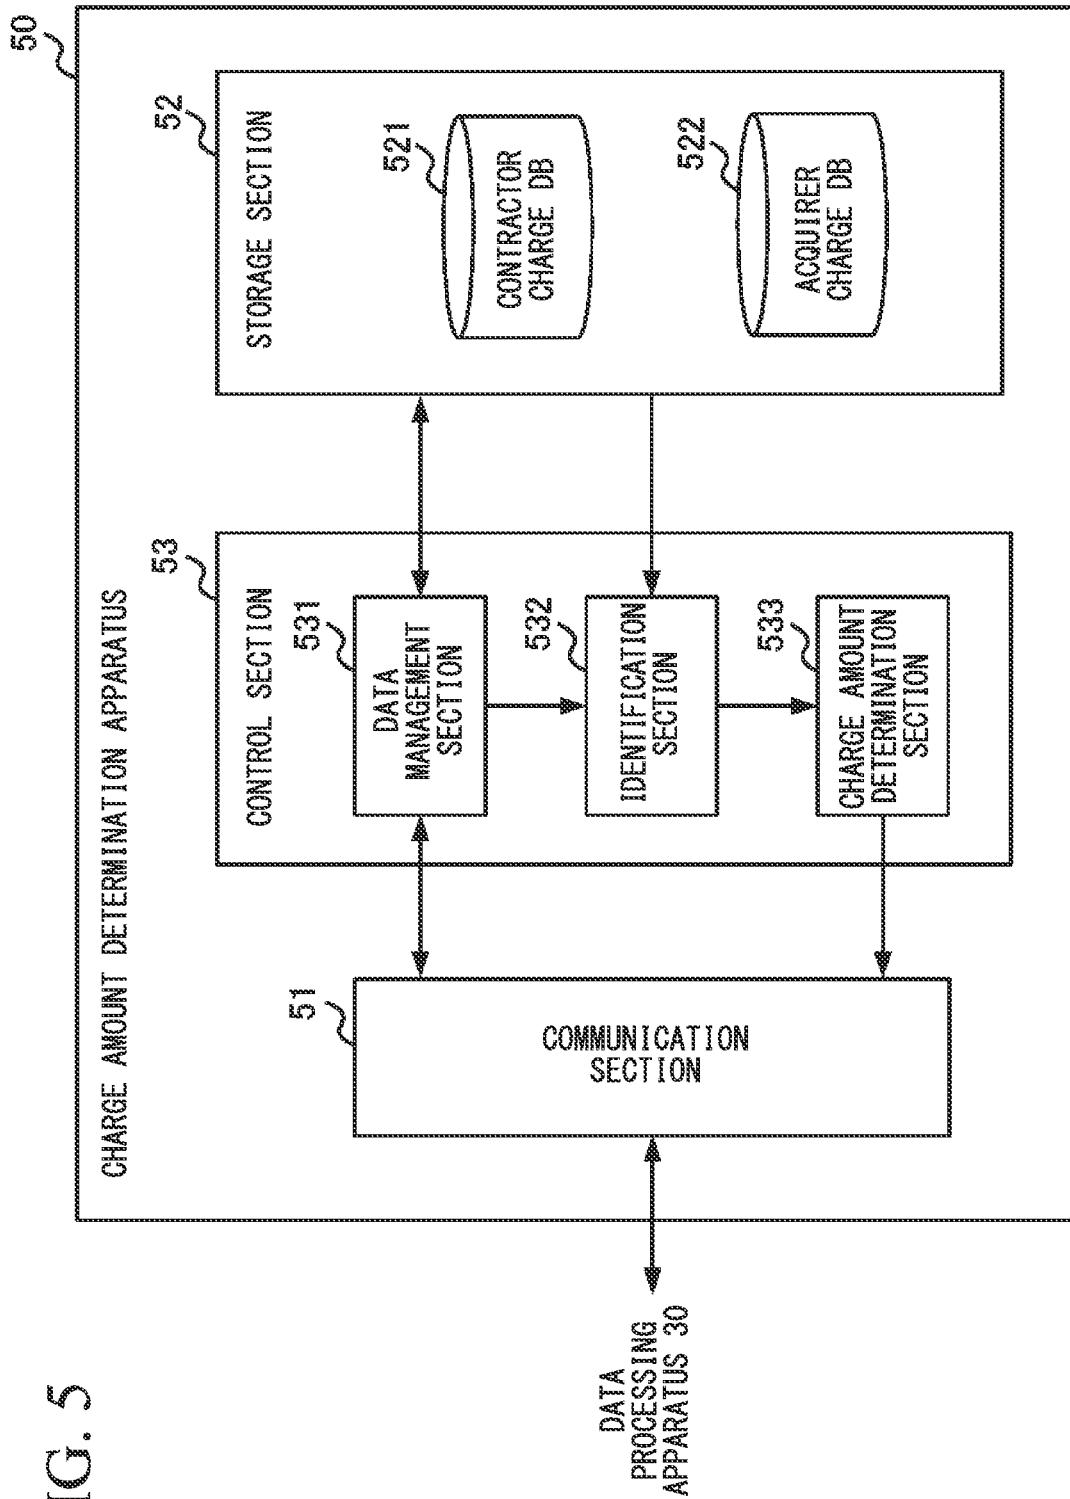 IG. 5
CHARGE AMOUNT DETERMINATION APPARATUS
50
DATA
PROCESSING
APPARATUS 30
51
COMMUNICATION
SECTION
53
CONTROL SECTION
531
DATA
MANAGEMENT
SECTION
532
IDENTIFICATION
SECTION
533
CHARGE AMOUNT
DETERMINATION
SECTION
52
STORAGE SECTION
521
CONTRACTOR
CHARGE DB
522
ACQUIRER
CHARGE DB